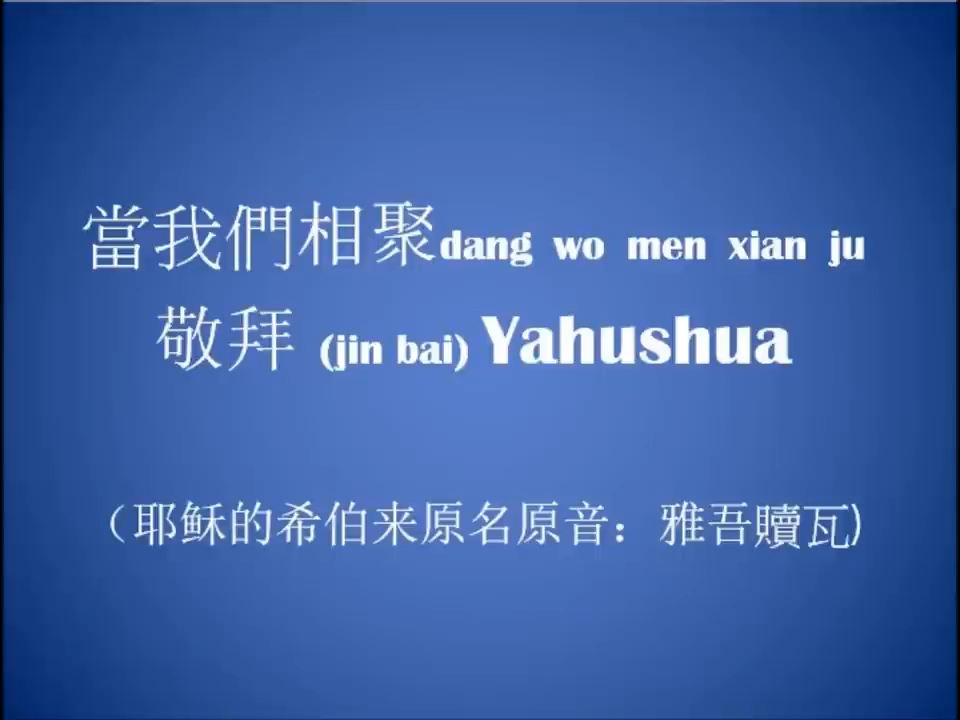 當我們相聚dang wo men xian ju
敬拜 (jin bai) Yahushua
（耶稣的希伯来原名原音：雅吾贖瓦)